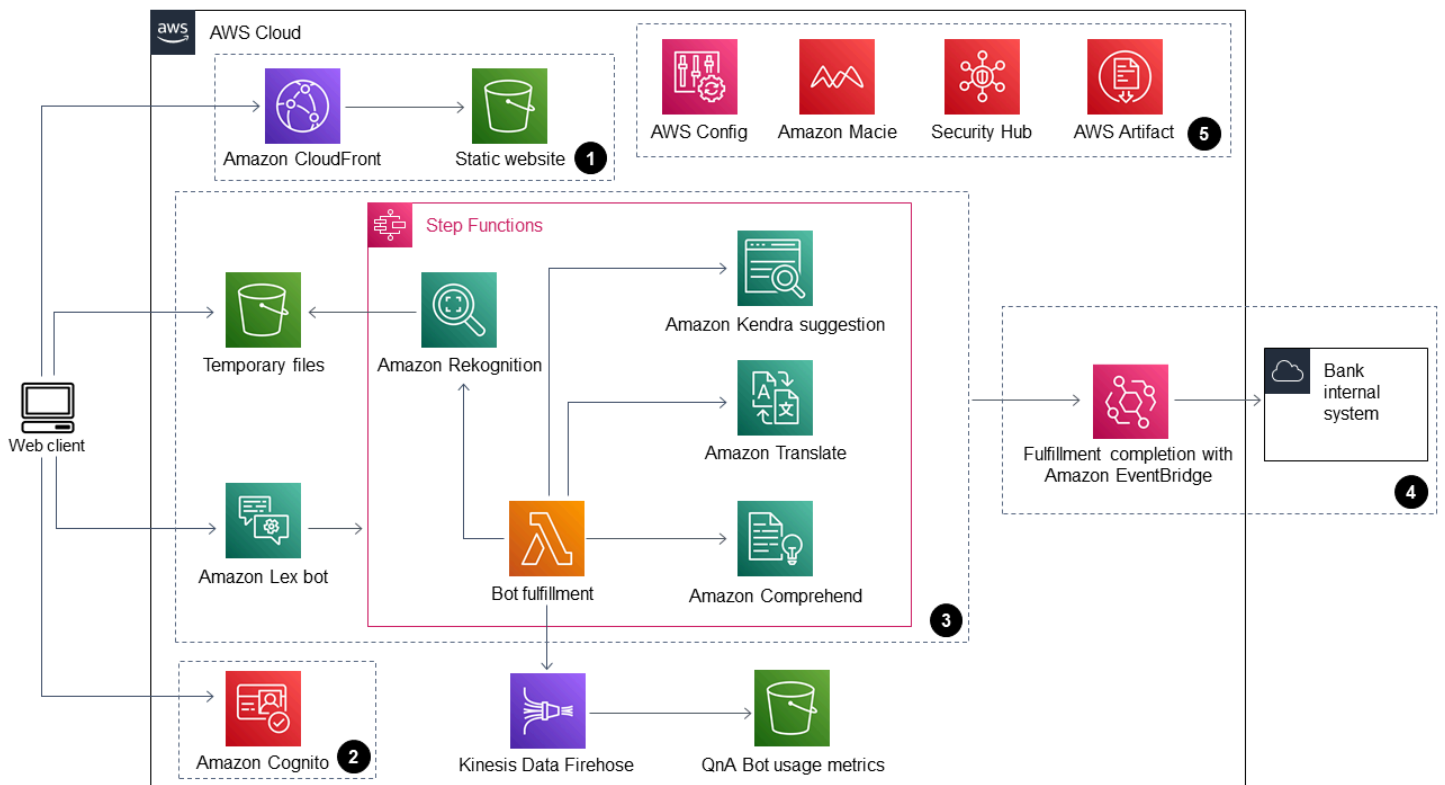 aws
AWS Cloud
Amazon CloudFront
Static website
1
AWS Config
Amazon Macie
Security Hub
AWS Artifact
5
Step Functions
Temporary files
Amazon Rekognition
Amazon Kendra suggestion
A
文
Amazon Translate
Web client
Amazon Lex bot
Bot fulfillment
Amazon Comprehend
3
Fulfillment completion with
Amazon EventBridge
Bank
internal
system
4
Amazon Cognito
2
Kinesis Data Firehose
QnA Bot usage metrics